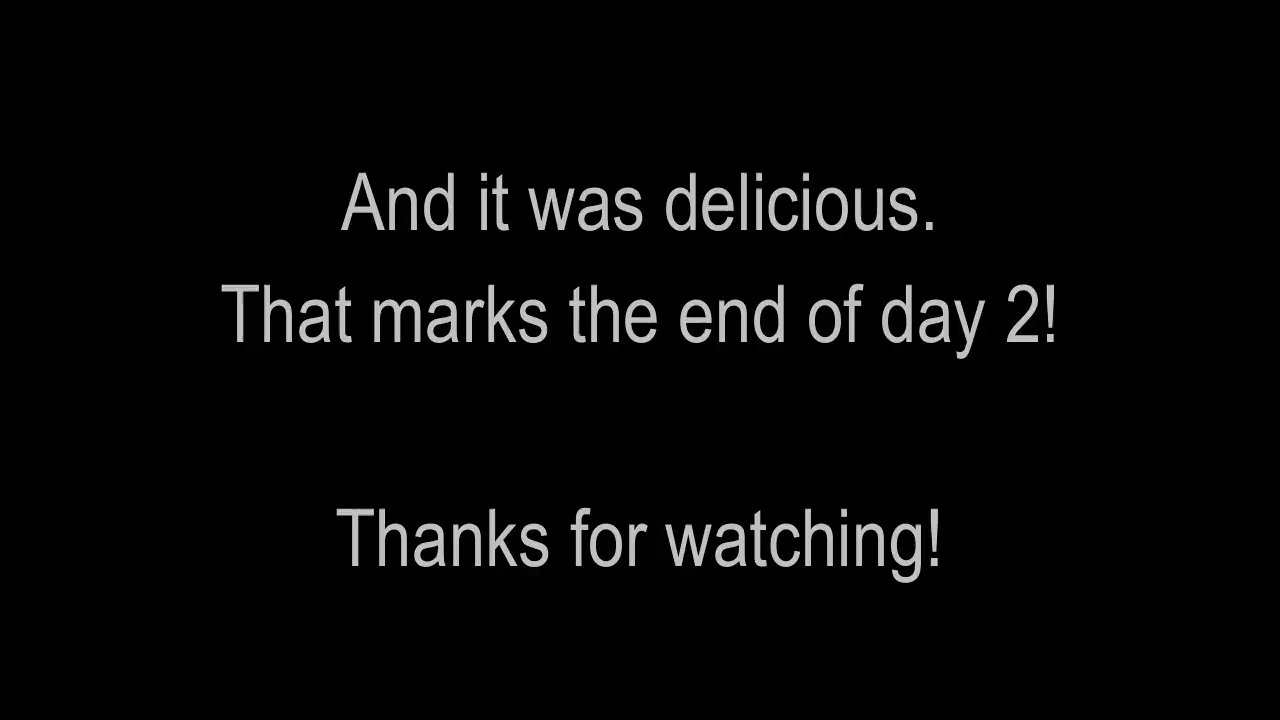 And it was delicious.
That marks the end of day 2!
Thanks for watching!